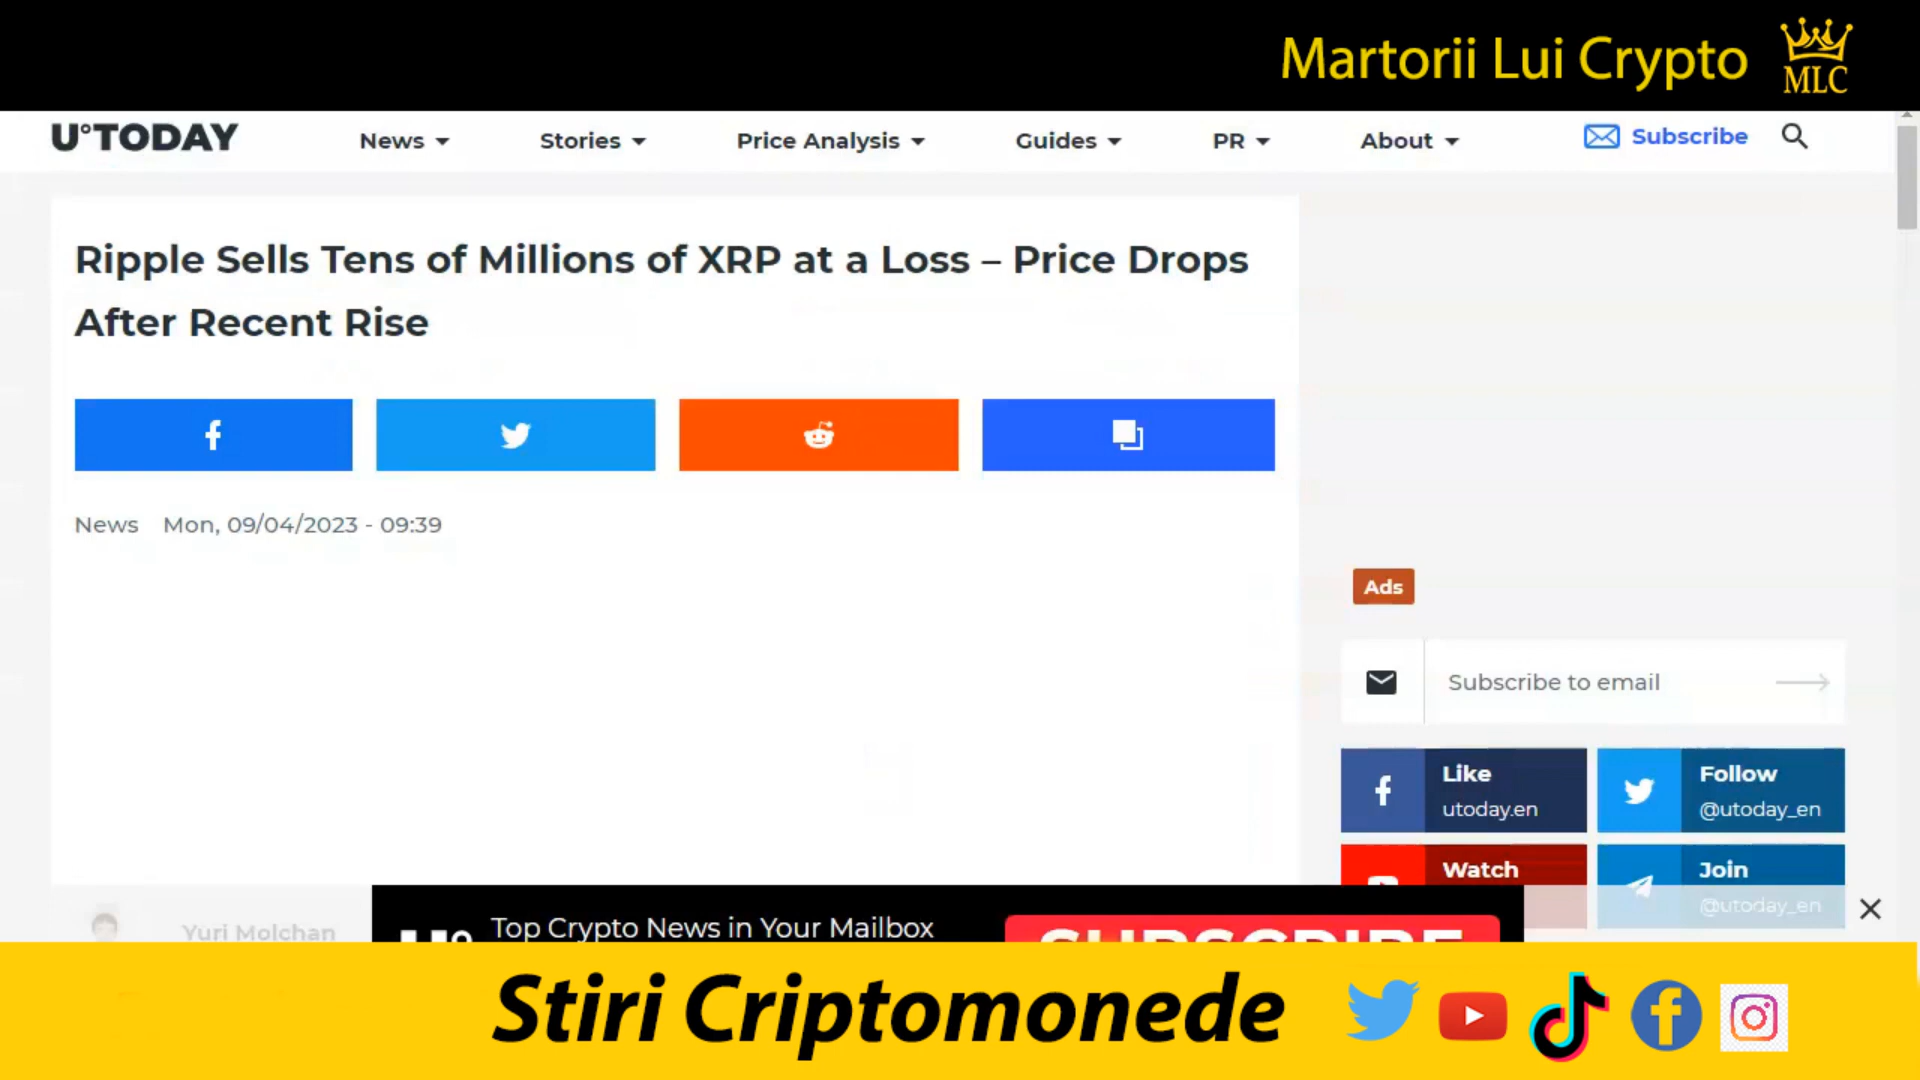 Martorii Lui Crypto
MLC
U°TODAY
News
Stories
Price Analysis
Guides
PR
About
Subscribe
Ripple Sells Tens of Millions of XRP at a Loss – Price Drops
After Recent Rise
News Mon, 09/04/2023 - 09:39
Ads
Subscribe to email
Like
utoday.en
Follow
@utoday_en
Watch
Join
@utoday_en
Yuri Molchan
U°
Top Crypto News in Your Mailbox
SUBSCRIBE
Stiri Criptomonede